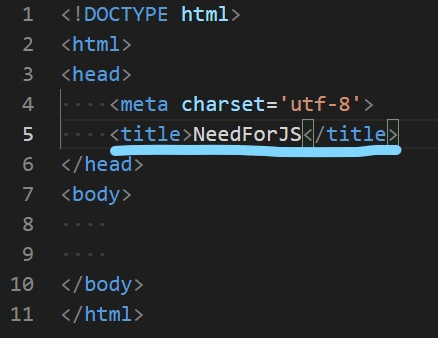 1 <!DOCTYPE html>
2 <html>
3 <head>
4     <meta charset='utf-8'>
5     <title>NeedForJS</title>
6 </head>
7 <body>
8
9
10 </body>
11 </html>